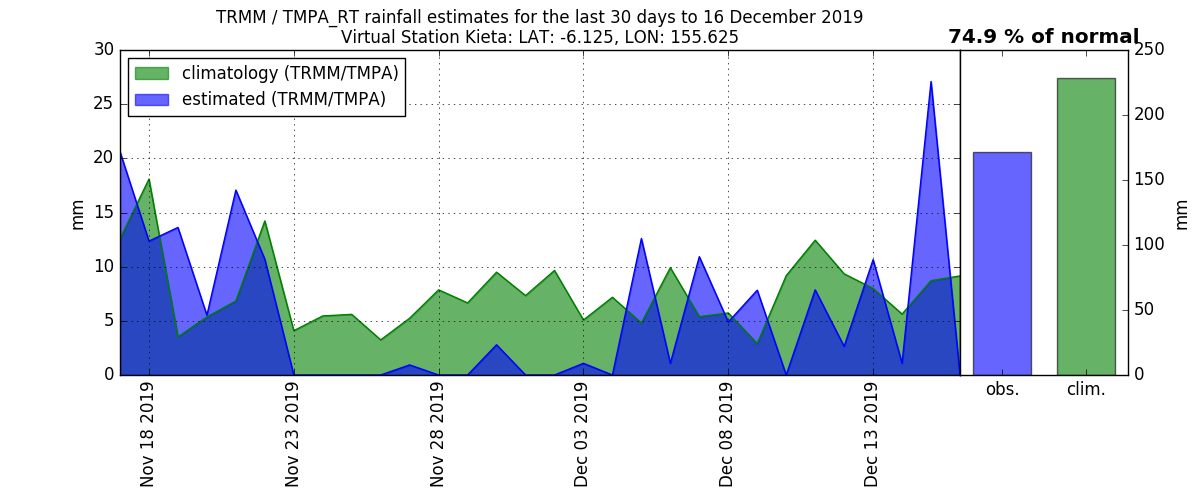 TRMM / TMPA_RT rainfall estimates for the last 30 days to 16 December 2019
Virtual Station Kieta: LAT: -6.125, LON: 155.625
74.9 % of normal
climatology (TRMM/TMPA)
estimated (TRMM/TMPA)
mm
30
25
20
15
10
5
0
Nov 18 2019
Nov 23 2019
Nov 28 2019
Dec 03 2019
Dec 08 2019
Dec 13 2019
obs.
clim.
250
200
150
100
50
0
mm